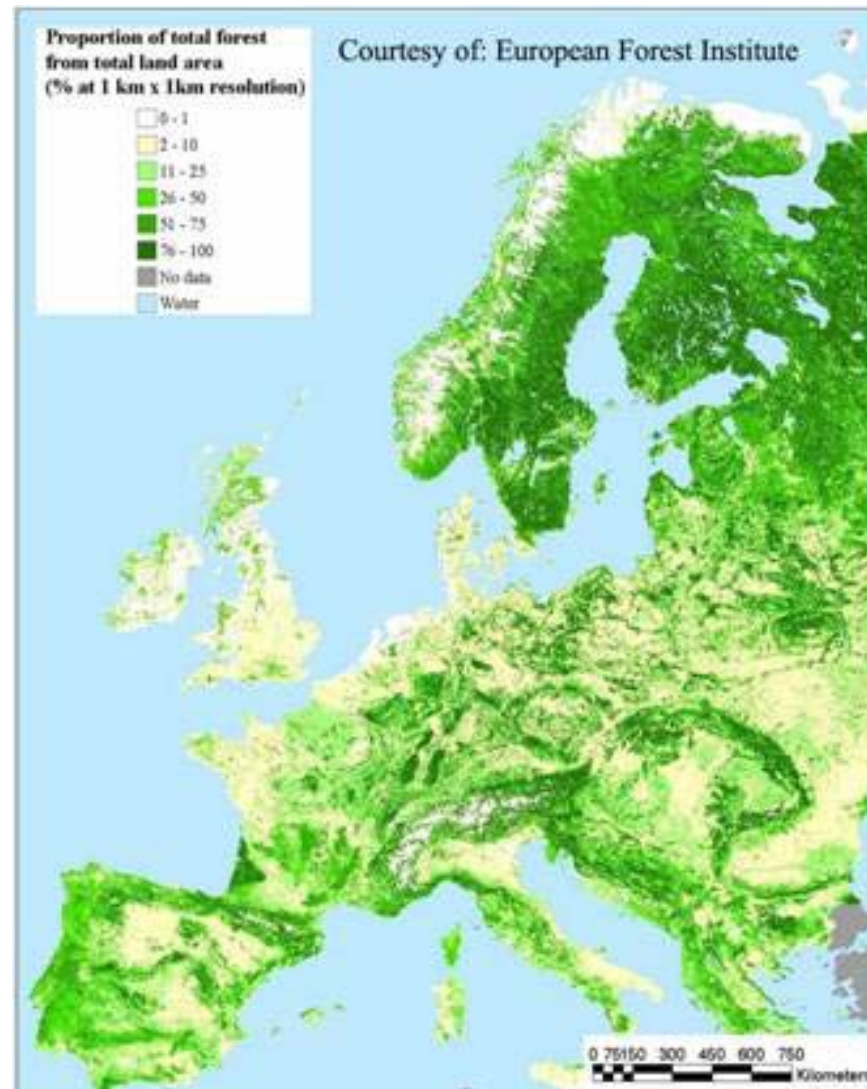 Proportion of total forest
from total land area
(% at 1 km x 1km resolution)
0 - 1
2 - 10
11 - 25
26 - 50
51 - 75
76 - 100
No data
Water
Courtesy of: European Forest Institute
0 75150 300 450 600 750
Kilometers